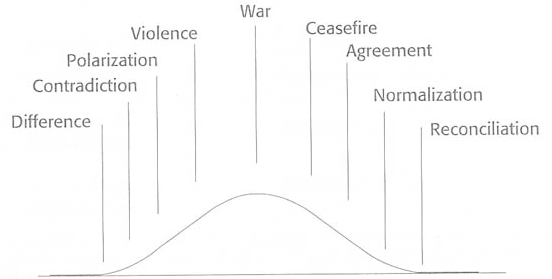 Difference
Contradiction
Polarization
Violence
War
Ceasefire
Agreement
Normalization
Reconciliation